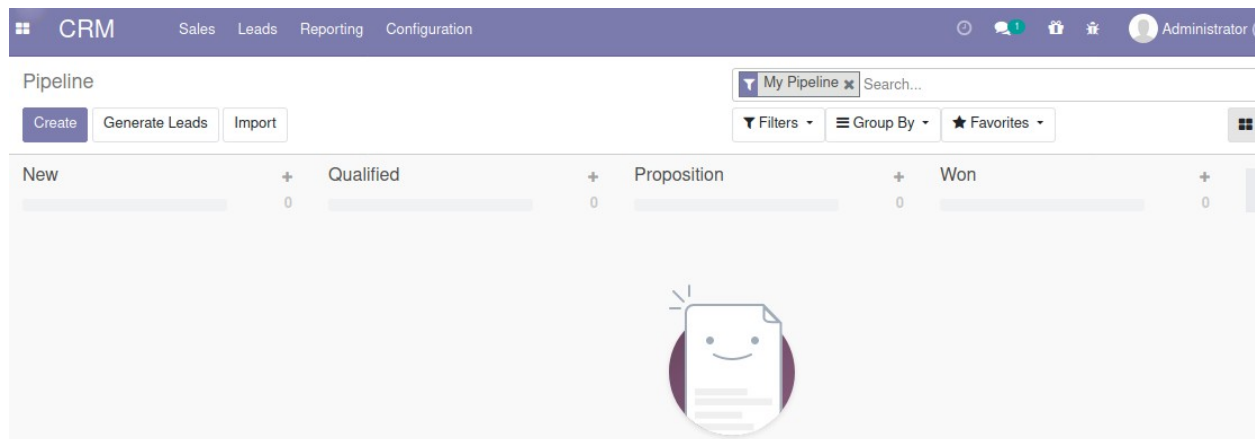 CRM Sales Leads Reporting Configuration 1 Administrator (
Pipeline My Pipeline Search...
Create Generate Leads Import Filters Group By Favorites
New Qualified Proposition Won
0 0 0 0